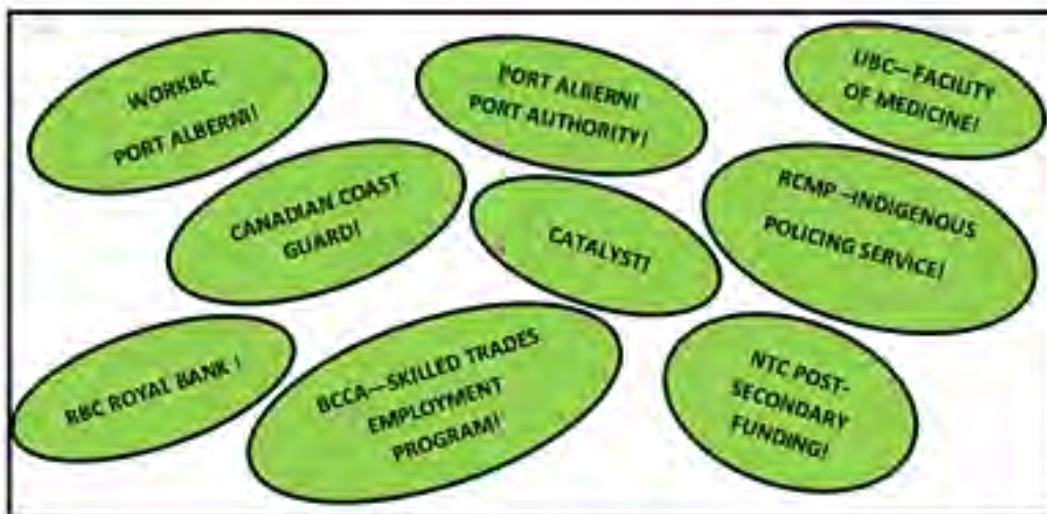 WORKBC
PORT ALBERNI!
PORT ALBERNI
PORT AUTHORITY!
UBC—FACILITY
OF MEDICINE!
CANADIAN COAST
GUARD!
CATALYST!
RCMP—INDIGENOUS
POLICING SERVICE!
RBC ROYAL BANK !
BCCA—SKILLED TRADES
EMPLOYMENT
PROGRAM!
NTC POST-
SECONDARY
FUNDING!